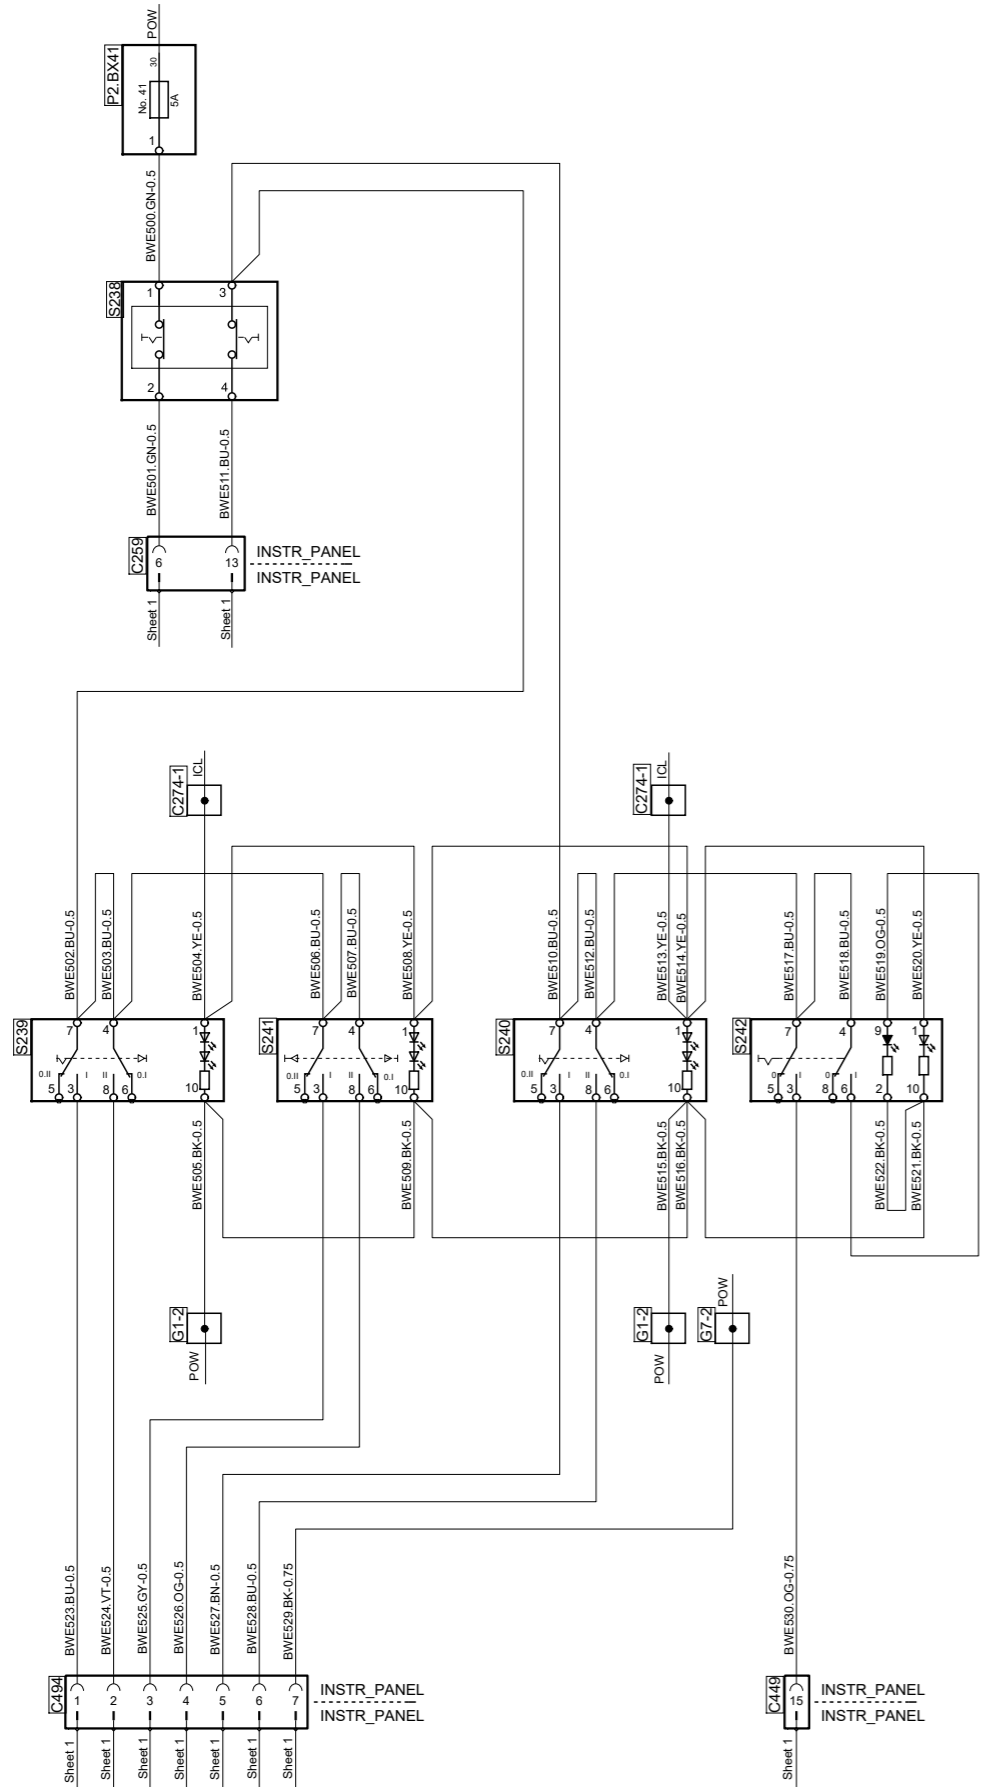 POW
P2.BX41
30
No. 41
5A
1
BWE500.GN-0.5
S238
1
3
2
4
BWE501.GN-0.5
BWE511.BU-0.5
C259
6
13
INSTR_PANEL
INSTR_PANEL
Sheet 1
Sheet 1
C274-1
ICL
C274-1
ICL
BWE502.BU-0.5
BWE503.BU-0.5
BWE504.YE-0.5
BWE506.BU-0.5
BWE507.BU-0.5
BWE508.YE-0.5
BWE510.BU-0.5
BWE512.BU-0.5
BWE513.YE-0.5
BWE514.YE-0.5
BWE517.BU-0.5
BWE518.BU-0.5
BWE519.OG-0.5
BWE520.YE-0.5
S239
7
4
1
0.II
I
II
0.I
5
3
8
6
10
S241
7
4
1
0.II
I
II
0.I
5
3
8
6
10
S240
7
4
1
0.II
I
II
0.I
5
3
8
6
10
S242
7
4
9
1
0
I
0
I
5
3
8
6
2
10
BWE505.BK-0.5
BWE509.BK-0.5
BWE515.BK-0.5
BWE516.BK-0.5
BWE522.BK-0.5
BWE521.BK-0.5
G1-2
POW
G1-2
POW
G7-2
POW
BWE523.BU-0.5
BWE524.VT-0.5
BWE525.GY-0.5
BWE526.OG-0.5
BWE527.BN-0.5
BWE528.BU-0.5
BWE529.BK-0.75
BWE530.OG-0.75
C494
1
2
3
4
5
6
7
INSTR_PANEL
INSTR_PANEL
C449
15
INSTR_PANEL
INSTR_PANEL
Sheet 1
Sheet 1
Sheet 1
Sheet 1
Sheet 1
Sheet 1
Sheet 1